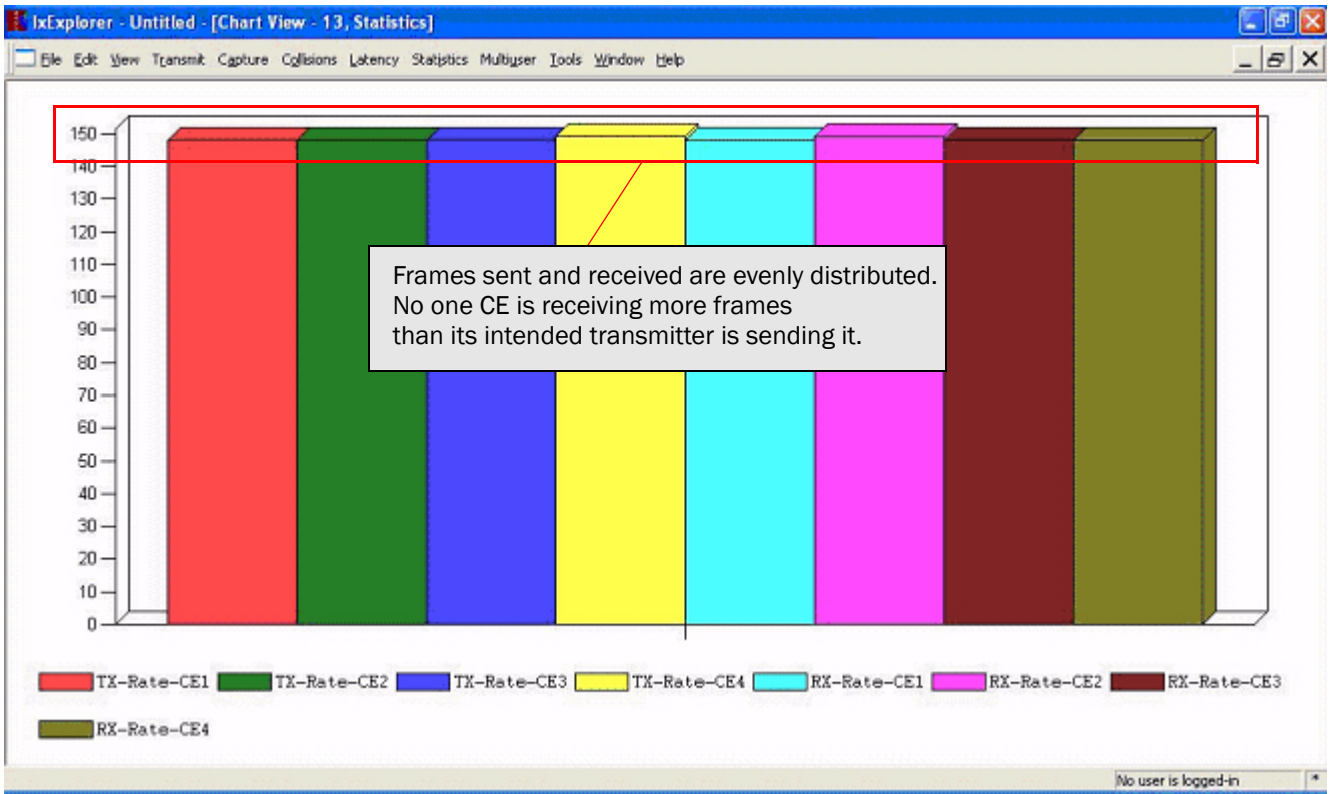 IxExplorer - Untitled - [Chart View - 13, Statistics]
File Edit View Transmit Capture Collisions Latency Statistics Multiuser Tools Window Help
150
140
130
120
110
100
90
80
70
60
50
40
30
20
10
0
Frames sent and received are evenly distributed.
No one CE is receiving more frames
than its intended transmitter is sending it.
TX-Rate-CE1 TX-Rate-CE2 TX-Rate-CE3 TX-Rate-CE4 RX-Rate-CE1 RX-Rate-CE2 RX-Rate-CE3
RX-Rate-CE4
No user is logged-in *